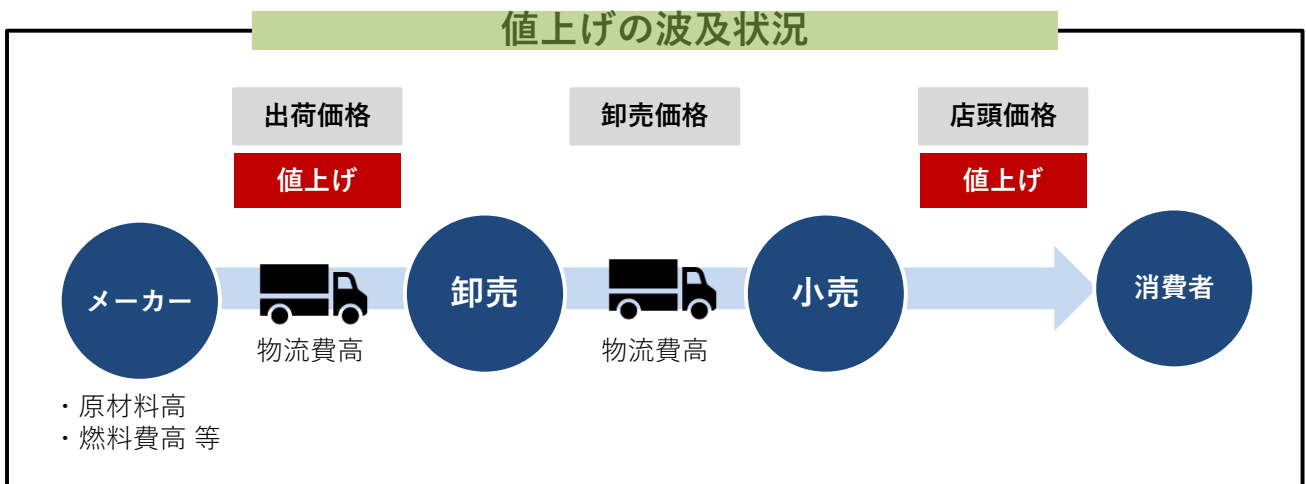 値上げの波及状況
出荷価格
卸売価格
店頭価格
値上げ
値上げ
メーカー
卸売
小売
消費者
物流費高
物流費高
・原材料高
・燃料費高 等